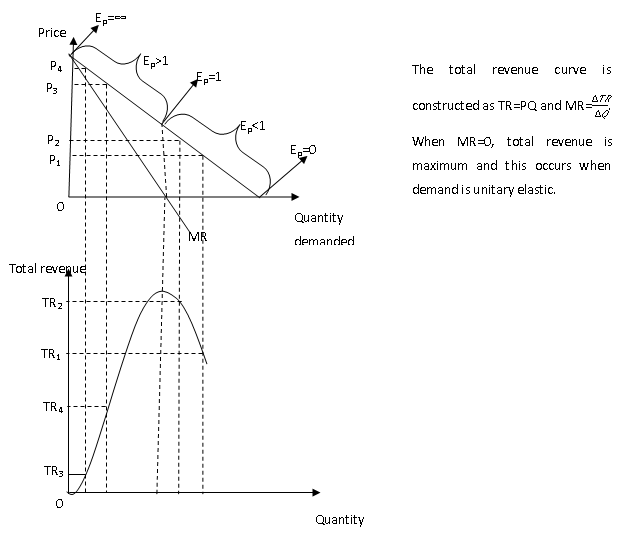 Eₚ=∞
Price
P₄
Eₚ>1
P₃
Eₚ=1
Eₚ<1
P₂
Eₚ=0
P₁
O
Quantity
demanded
MR
The total revenue curve is
constructed as TR=PQ and MR=ΔTR/ΔQ
When MR=0, total revenue is
maximum and this occurs when
demand is unitary elastic.
Total revenue
TR₂
TR₁
TR₄
TR₃
O
Quantity